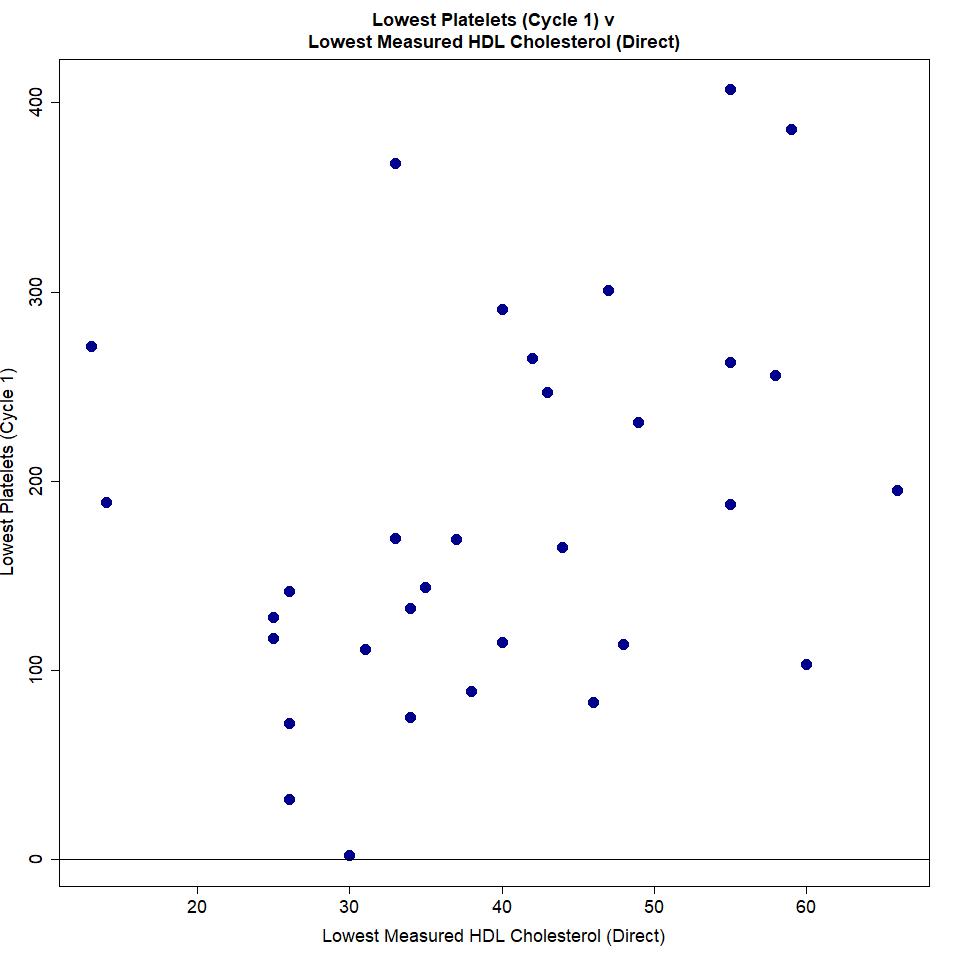 Lowest Platelets (Cycle 1) v
Lowest Measured HDL Cholesterol (Direct)
400
300
200
100
0
Lowest Platelets (Cycle 1)
20 30 40 50 60
Lowest Measured HDL Cholesterol (Direct)